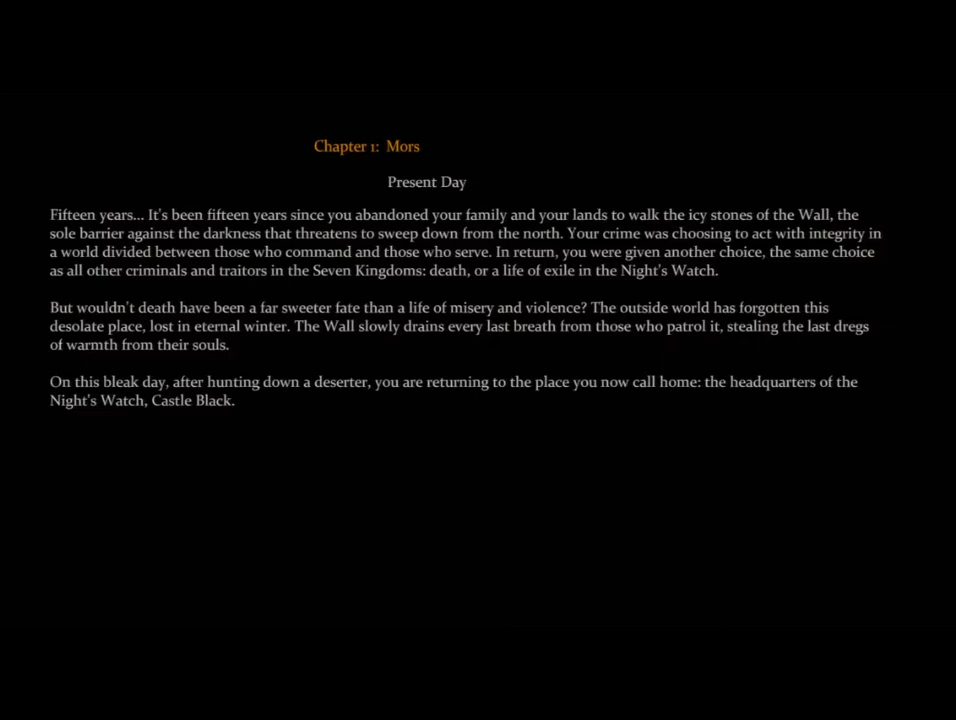 Chapter 1: Mors
Present Day
Fifteen years... It's been fifteen years since you abandoned your family and your lands to walk the icy stones of the Wall, the
sole barrier against the darkness that threatens to sweep down from the north. Your crime was choosing to act with integrity in
a world divided between those who command and those who serve. In return, you were given another choice, the same choice
as all other criminals and traitors in the Seven Kingdoms: death, or a life of exile in the Night's Watch.
But wouldn't death have been a far sweeter fate than a life of misery and violence? The outside world has forgotten this
desolate place, lost in eternal winter. The Wall slowly drains every last breath from those who patrol it, stealing the last dregs
of warmth from their souls.
On this bleak day, after hunting down a deserter, you are returning to the place you now call home: the headquarters of the
Night's Watch, Castle Black.